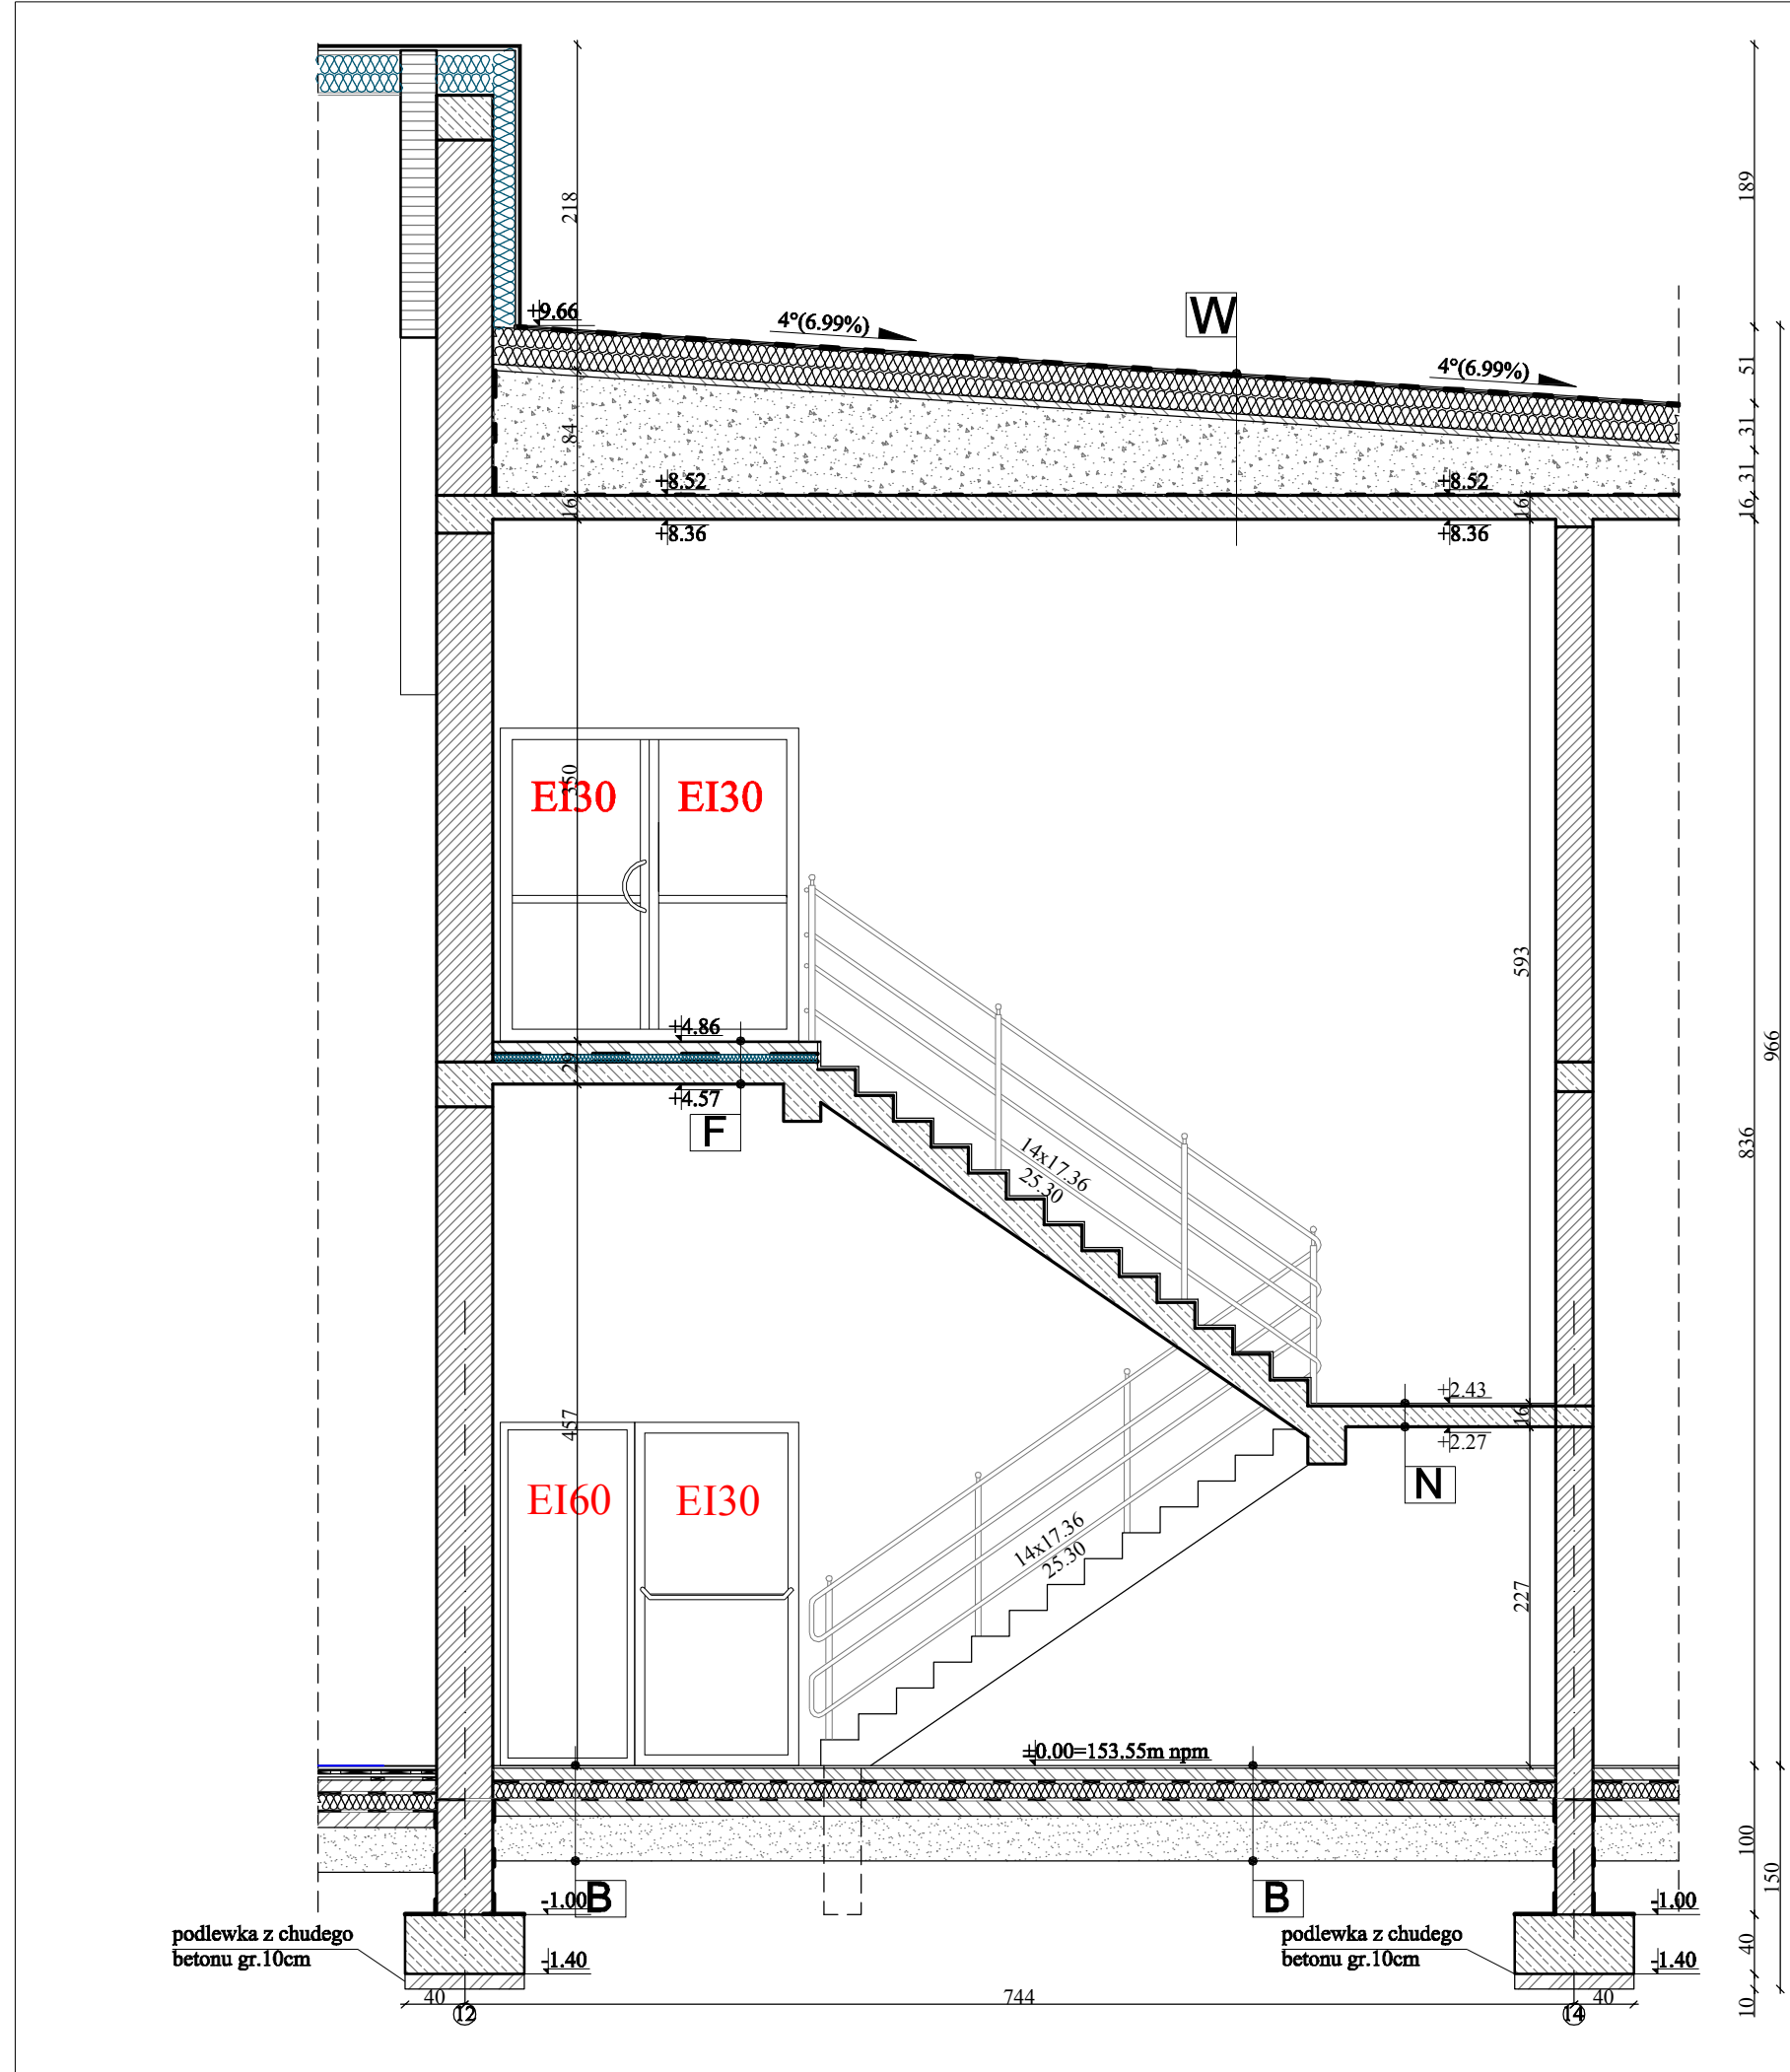 218
189
+9.66
4°(6.99%)
W
4°(6.99%)
51
31
84
+8.52
+8.52
31
16
16
16
+8.36
+8.36
350
EI30
EI30
593
+4.86
29
+4.57
F
966
836
14x17.36
25.30
+2.43
16
+2.27
N
457
EI60
EI30
14x17.36
25.30
227
±0.00=153.55m npm
100
150
B
B
-1.00
-1.00
podlewka z chudego
betonu gr.10cm
podlewka z chudego
betonu gr.10cm
40
-1.40
-1.40
40
744
40
10
12
14